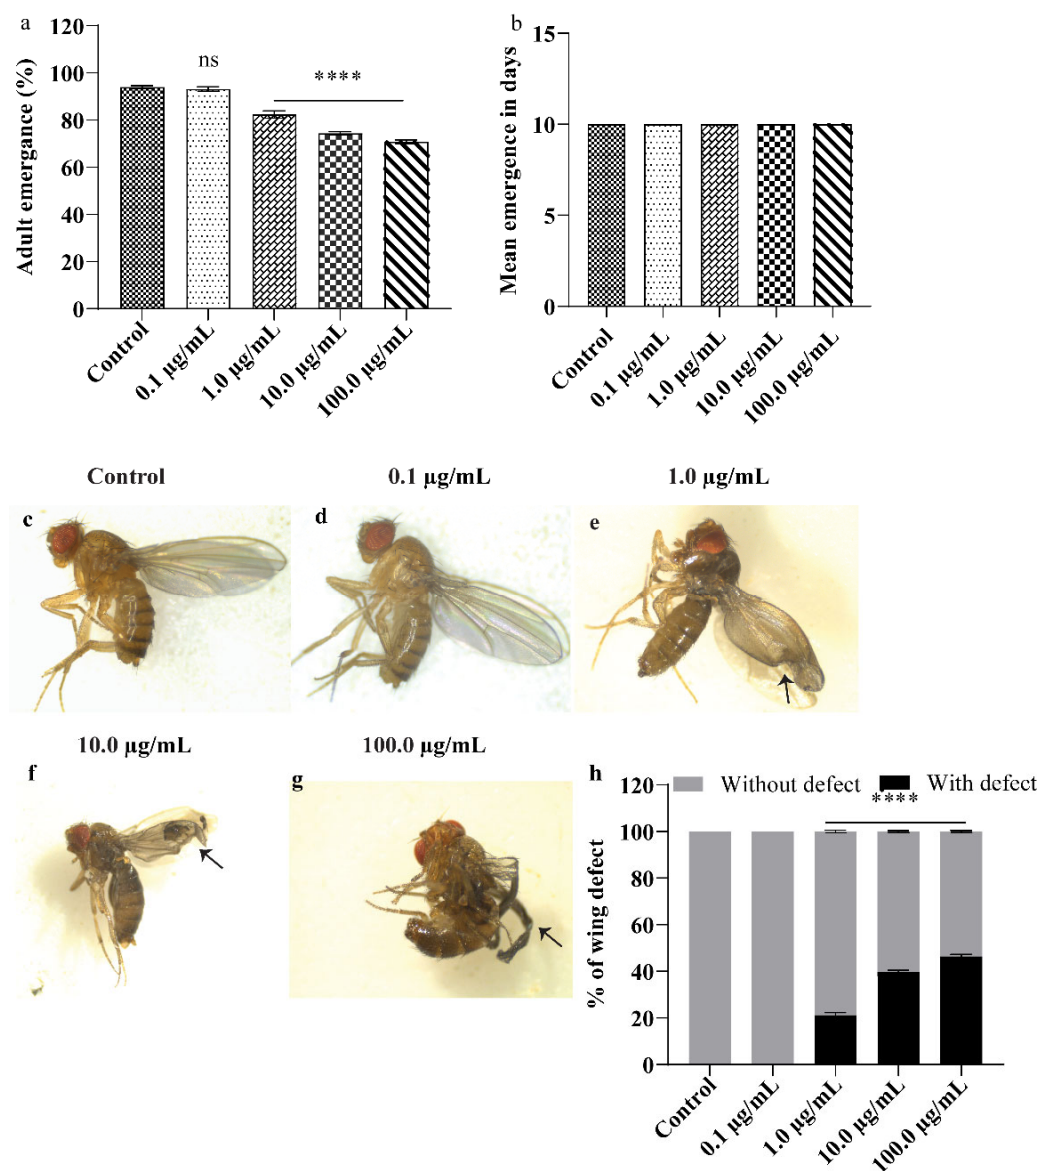 a
Adult emergance (%)
120
100
80
60
40
20
0
ns
****
Control
0.1 µg/mL
1.0 µg/mL
10.0 µg/mL
100.0 µg/mL
b
Mean emergence in days
15
10
5
0
Control
0.1 µg/mL
1.0 µg/mL
10.0 µg/mL
100.0 µg/mL
Control
0.1 µg/mL
1.0 µg/mL
c
d
e
10.0 µg/mL
100.0 µg/mL
f
g
h
Without defect
With defect
****
% of wing defect
120
100
80
60
40
20
0
Control
0.1 µg/mL
1.0 µg/mL
10.0 µg/mL
100.0 µg/mL